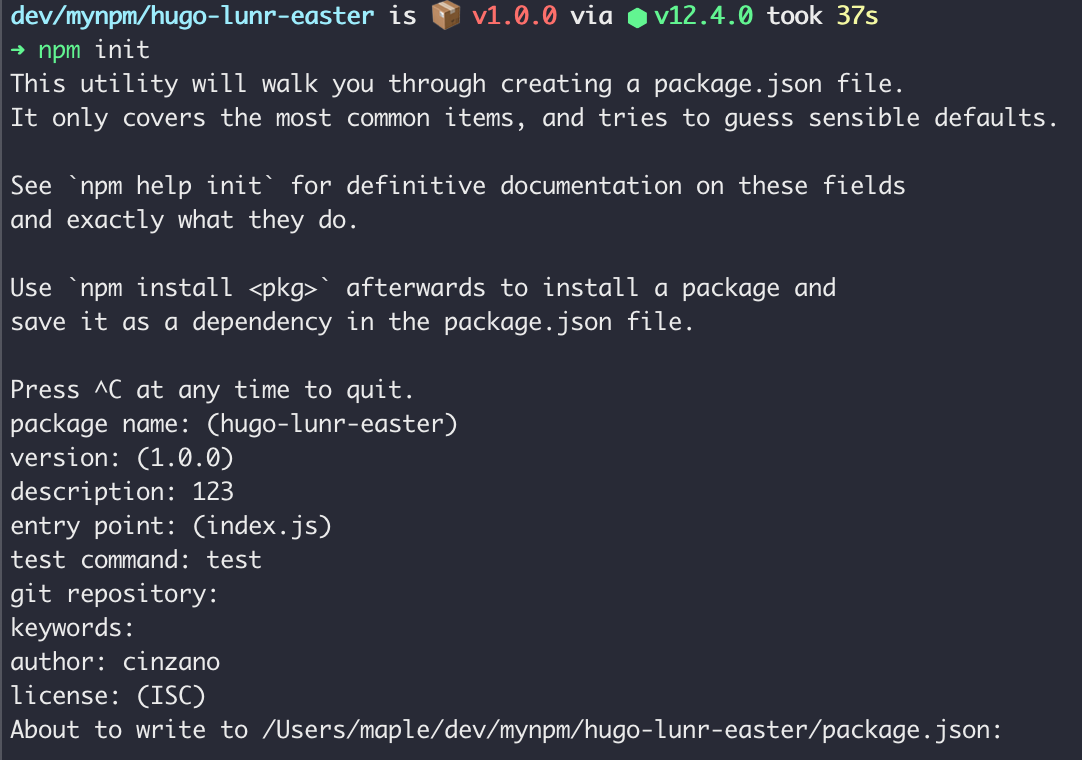 dev/mynpm/hugo-lunr-easter is 📦 v1.0.0 via ⬢ v12.4.0 took 37s
➜ npm init
This utility will walk you through creating a package.json file.
It only covers the most common items, and tries to guess sensible defaults.
See `npm help init` for definitive documentation on these fields
and exactly what they do.
Use `npm install <pkg>` afterwards to install a package and
save it as a dependency in the package.json file.
Press ^C at any time to quit.
package name: (hugo-lunr-easter)
version: (1.0.0)
description: 123
entry point: (index.js)
test command: test
git repository:
keywords:
author: cinzano
license: (ISC)
About to write to /Users/maple/dev/mynpm/hugo-lunr-easter/package.json: